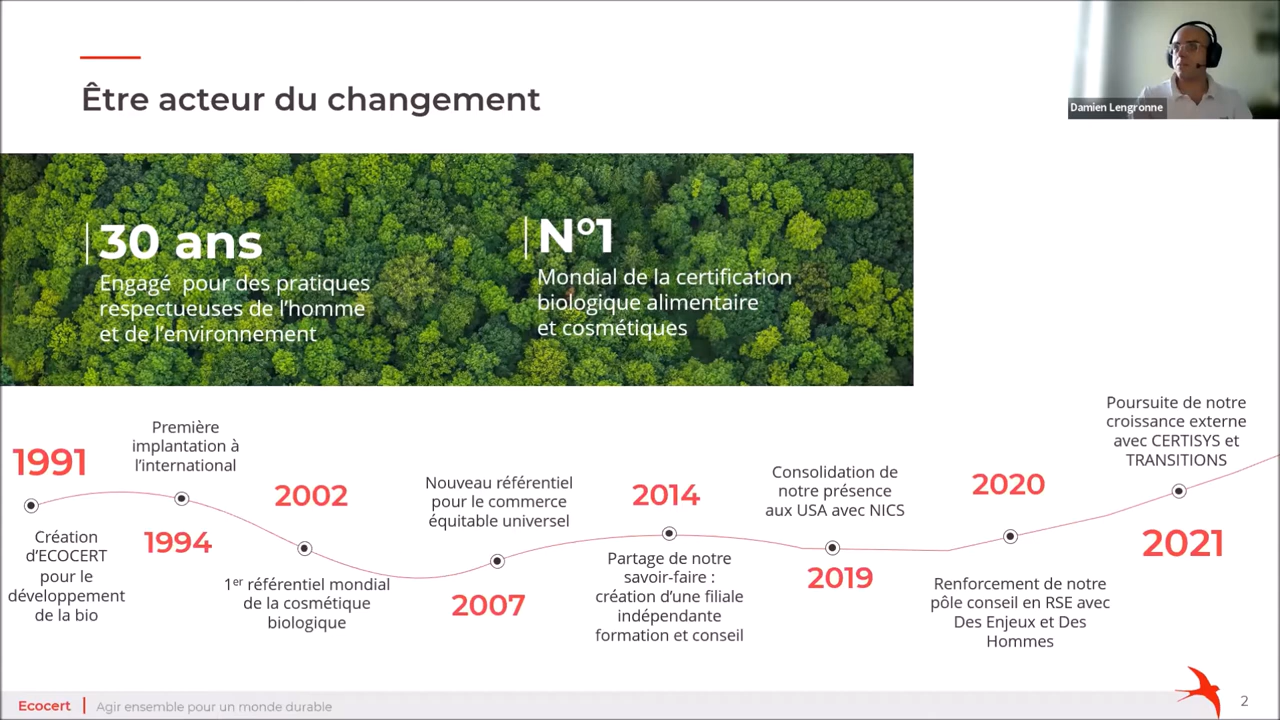 Être acteur du changement
Damien Lengronne
30 ans
Engagé pour des pratiques
respectueuses de l'homme
et de l'environnement
N°1
Mondial de la certification
biologique alimentaire
et cosmétiques
1991
Création
d'ECOCERT
pour le
développement
de la bio
Première
implantation à
l'international
1994
2002
1er référentiel mondial
de la cosmétique
biologique
Nouveau référentiel
pour le commerce
équitable universel
2007
2014
Partage de notre
savoir-faire :
création d'une filiale
indépendante
formation et conseil
Consolidation de
notre présence
aux USA avec NICS
2019
2020
Renforcement de notre
pôle conseil en RSE avec
Des Enjeux et Des
Hommes
Poursuite de notre
croissance externe
avec CERTISYS et
TRANSITIONS
2021
Ecocert | Agir ensemble pour un monde durable
2